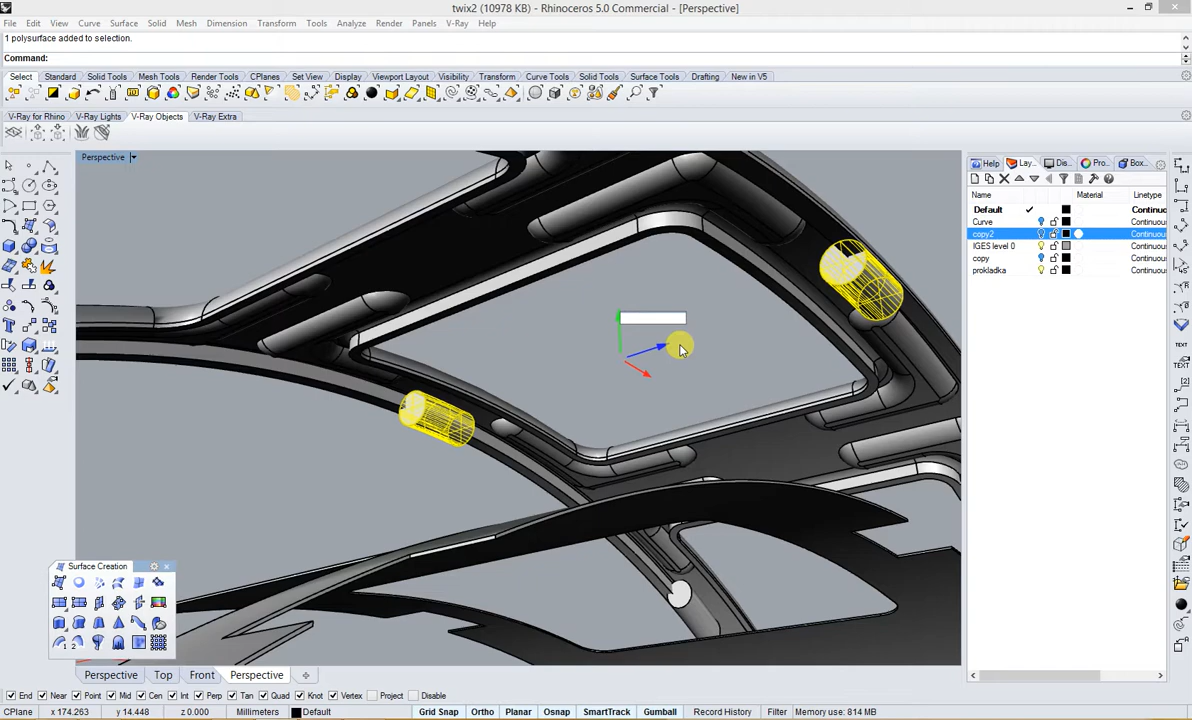 twix2 (10978 KB) - Rhinoceros 5.0 Commercial - [Perspective]
File Edit View Curve Surface Solid Mesh Dimension Transform Tools Analyze Render Panels V-Ray Help
1 polysurface added to selection.
Command:
Select Standard Solid Tools Mesh Tools Render Tools CPlanes Set View Display Viewport Layout Visibility Transform Curve Tools Solid Tools Surface Tools Drafting New in V5
V-Ray for Rhino V-Ray Lights V-Ray Objects V-Ray Extra
Perspective
Help Lay... Dis... Pro... Box...
Name Material Linetype
Default Continuou
Curve Continuou
copy2 Continuou
IGES level 0 Continuou
copy Continuou
prokladka Continuou
Surface Creation
Perspective Top Front Perspective
End Near Point Mid Cen Int Perp Tan Quad Knot Vertex Project Disable
CPlane x 174.263 y 14.448 z 0.000 Millimeters Default Grid Snap Ortho Planar Osnap SmartTrack Gumball Record History Filter Memory use: 814 MB